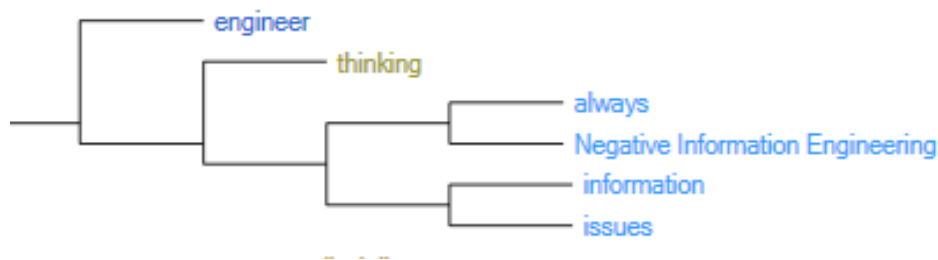 engineer
thinking
always
Negative Information Engineering
information
issues